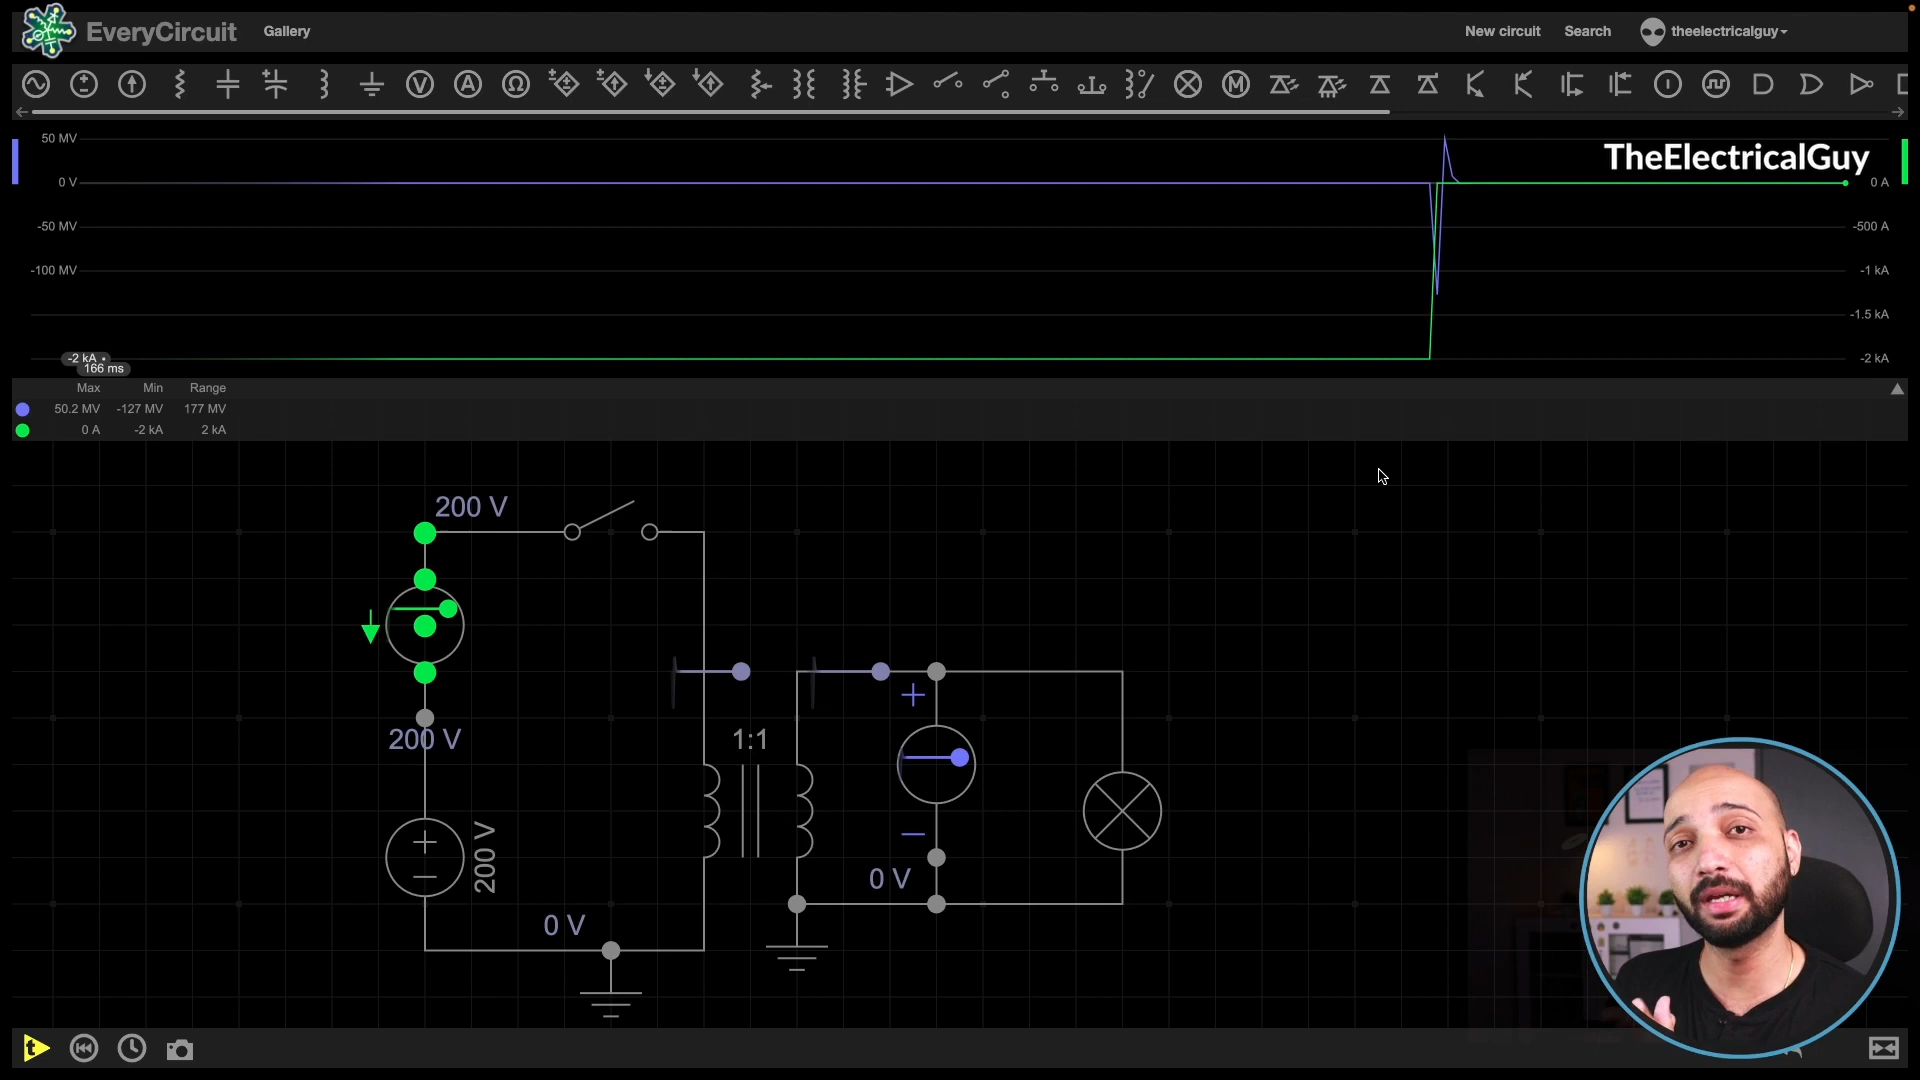 EveryCircuit Gallery New circuit Search theelectricalguy
50 MV
TheElectricalGuy
0 V 0 A
-50 MV -500 A
-100 MV -1 kA
-1.5 kA
-2 kA -2 kA
166 ms
Max Min Range
50.2 MV -127 MV 177 MV
0 A -2 kA 2 kA
200 V
200 V
1:1
200 V
0 V
0 V